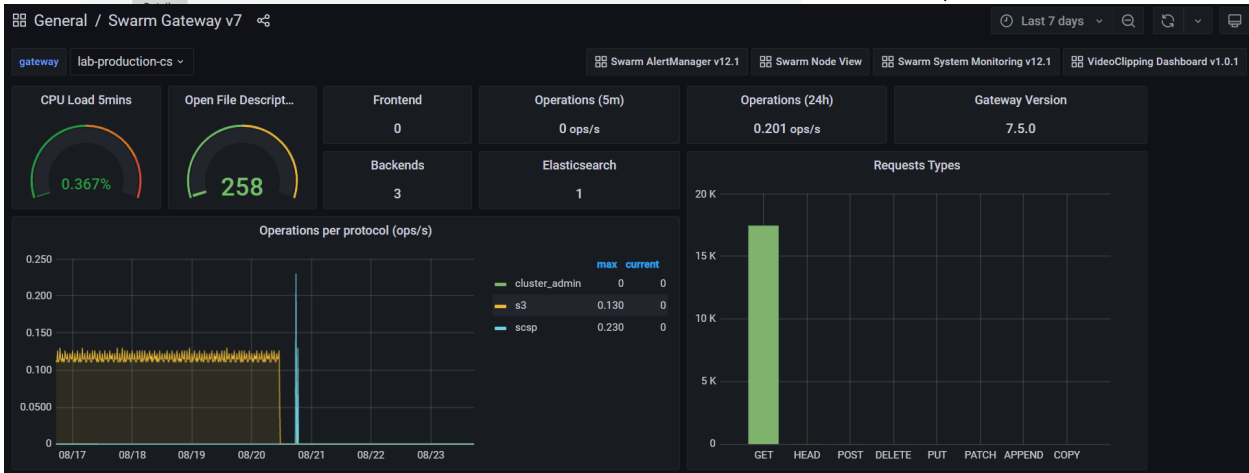 General / Swarm Gateway v7
Last 7 days
gateway
lab-production-cs
Swarm AlertManager v12.1
Swarm Node View
Swarm System Monitoring v12.1
VideoClipping Dashboard v1.0.1
CPU Load 5mins
0.367%
Open File Descript...
258
Frontend
0
Operations (5m)
0 ops/s
Operations (24h)
0.201 ops/s
Gateway Version
7.5.0
Backends
3
Elasticsearch
1
Operations per protocol (ops/s)
0.250
0.200
0.150
0.100
0.0500
0
08/17 08/18 08/19 08/20 08/21 08/22 08/23
max current
cluster_admin 0 0
s3 0.130 0
scsp 0.230 0
Requests Types
20 K
15 K
10 K
5 K
0
GET HEAD POST DELETE PUT PATCH APPEND COPY